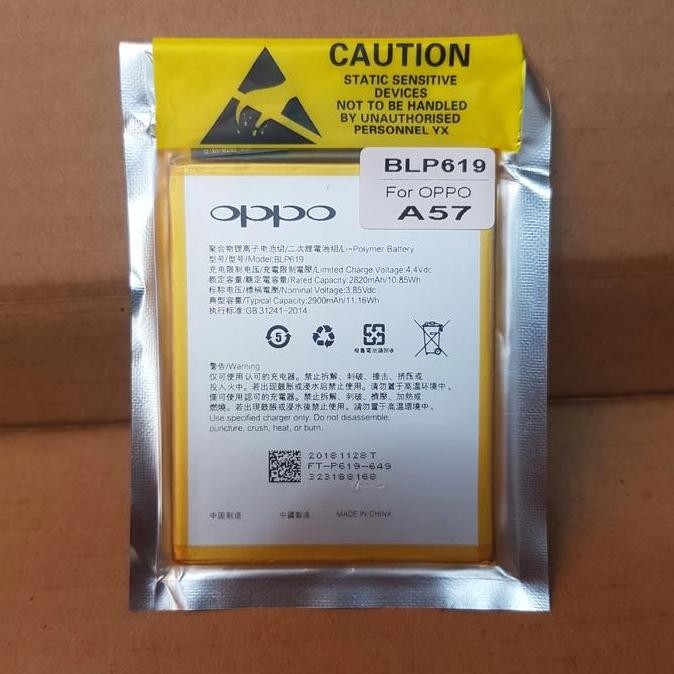 CAUTION
STATIC SENSITIVE
DEVICES
NOT TO BE HANDLED
BY UNAUTHORISED
PERSONNEL YX
BLP619
For OPPO
A57
oppo
聚合物锂离子电池组/二次鋰電池組/Li-Polymer Battery
型号/型號/Model:BLP619
充电限制电压/充電限制電壓/Limited Charge Voltage:4.4Vdc
额定容量/額定電容量/Rated Capacity:2820mAh/10.85Wh
标称电压/標稱電壓/Nominal Voltage:3.85Vdc
典型容量/Typical Capacity:2900mAh/11.16Wh
执行标准:GB 31241-2014
5
廢電池請回收
警告/Warning
仅可使用认可的充电器。禁止拆解、刺破、撞击、挤压或
投入火中。若出现鼓胀或浸水后禁止使用。请勿置于高温环境中。
僅可使用認可的充電器。禁止拆解、刺破、擠壓、加熱或
燃燒。若出現鼓脹或浸水後禁止使用。請勿置于高溫環境中。
Use specified charger only. Do not disassemble,
puncture, crush, heat, or burn.
20181128T
FT-P619-649
323188168
中国制造 中國製造 MADE IN CHINA